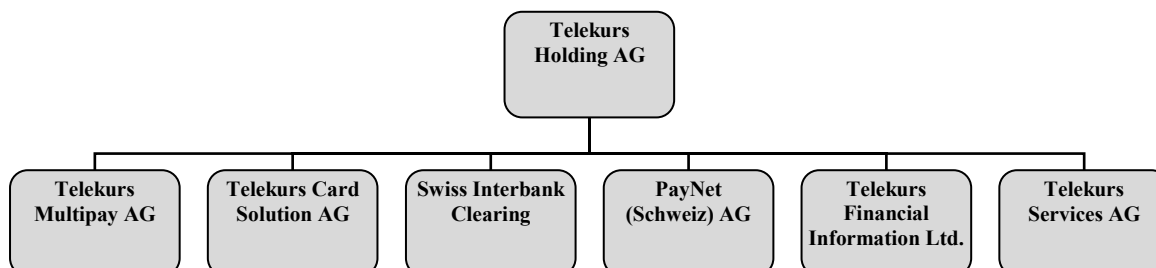 Telekurs
Holding AG
Telekurs
Multipay AG
Telekurs Card
Solution AG
Swiss Interbank
Clearing
PayNet
(Schweiz) AG
Telekurs
Financial
Information Ltd.
Telekurs
Services AG